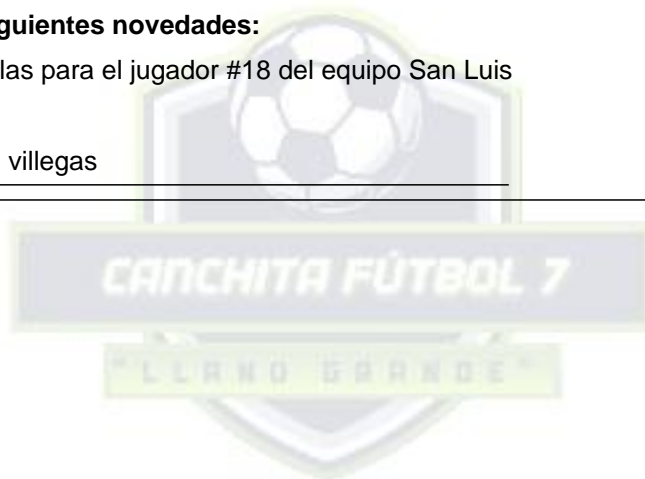 guientes novedades:
las para el jugador #18 del equipo San Luis
villegas
CANCHITA FÚTBOL 7
"LLANO GRANDE"